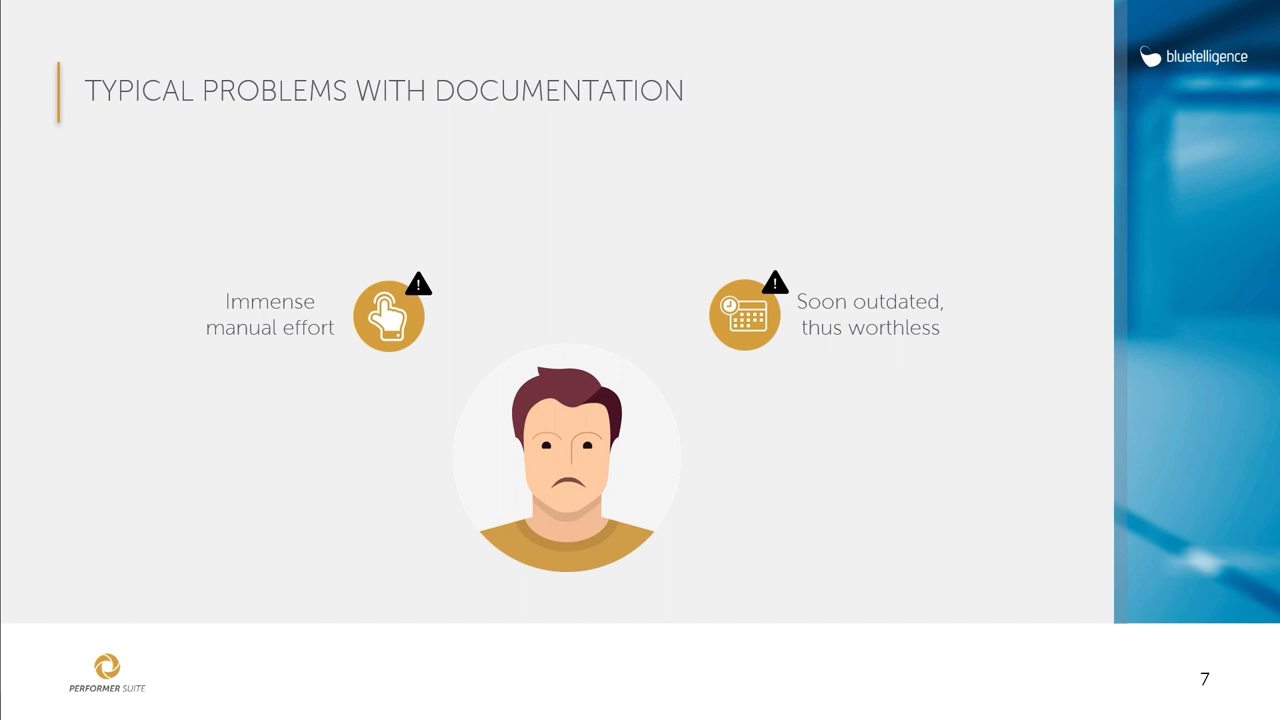 bluetelligence
TYPICAL PROBLEMS WITH DOCUMENTATION
Immense
manual effort
Soon outdated,
thus worthless
PERFORMER SUITE
7